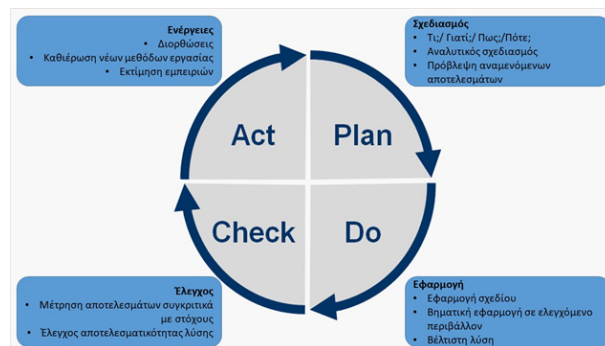 Ενέργειες
• Διορθώσεις
• Καθιέρωση νέων μεθόδων εργασίας
• Εκτίμηση εμπειριών
Σχεδιασμός
• Τι;/ Γιατί;/ Πως;/Πότε;
• Αναλυτικός σχεδιασμός
• Πρόβλεψη αναμενόμενων
αποτελεσμάτων
Act
Plan
Check
Do
Έλεγχος
• Μέτρηση αποτελεσμάτων συγκριτικά
με στόχους
• Έλεγχος αποτελεσματικότητας λύσης
Εφαρμογή
• Εφαρμογή σχεδίου
• Βηματική εφαρμογή σε ελεγχόμενο
περιβάλλον
• Βέλτιστη λύση